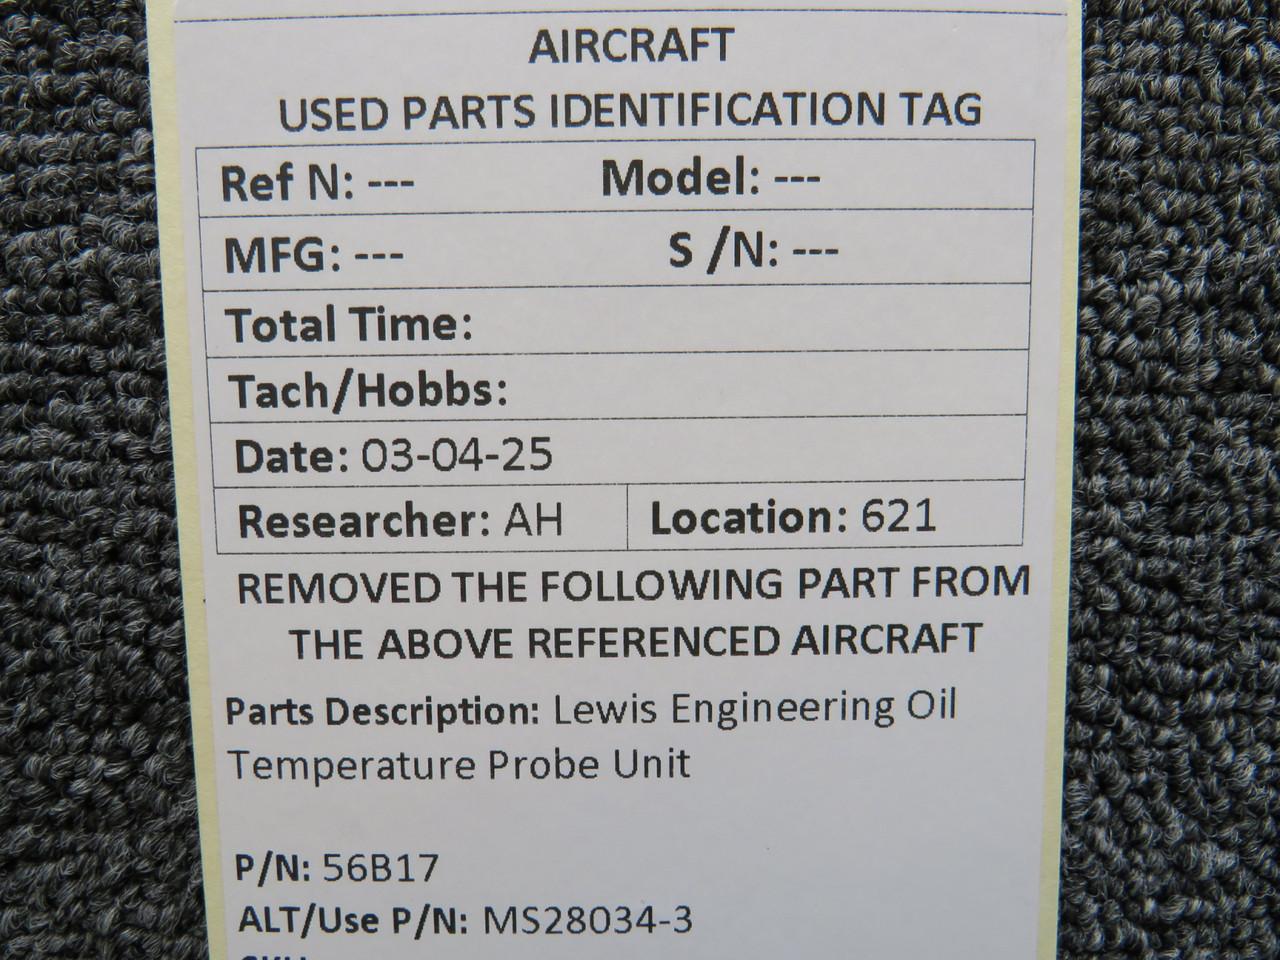 AIRCRAFT
USED PARTS IDENTIFICATION TAG
Ref N: --- Model: ---
MFG: --- S /N: ---
Total Time:
Tach/Hobbs:
Date: 03-04-25
Researcher: AH Location: 621
REMOVED THE FOLLOWING PART FROM
THE ABOVE REFERENCED AIRCRAFT
Parts Description: Lewis Engineering Oil
Temperature Probe Unit
P/N: 56B17
ALT/Use P/N: MS28034-3